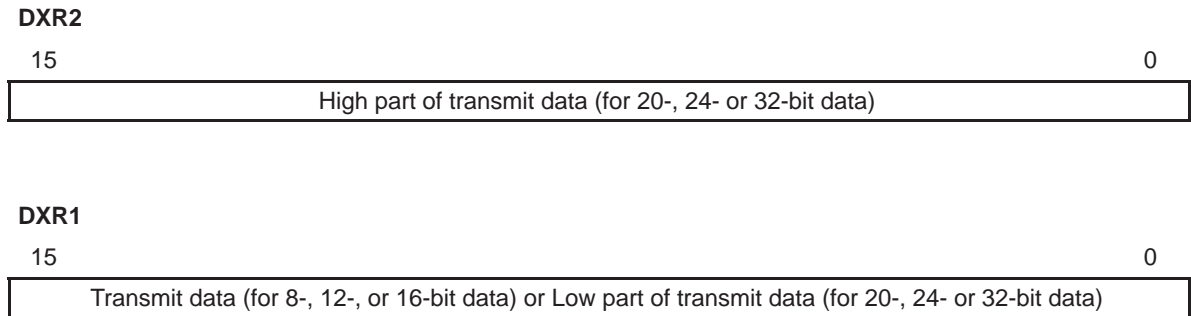 DXR2
15 0
High part of transmit data (for 20-, 24- or 32-bit data)
DXR1
15 0
Transmit data (for 8-, 12-, or 16-bit data) or Low part of transmit data (for 20-, 24- or 32-bit data)